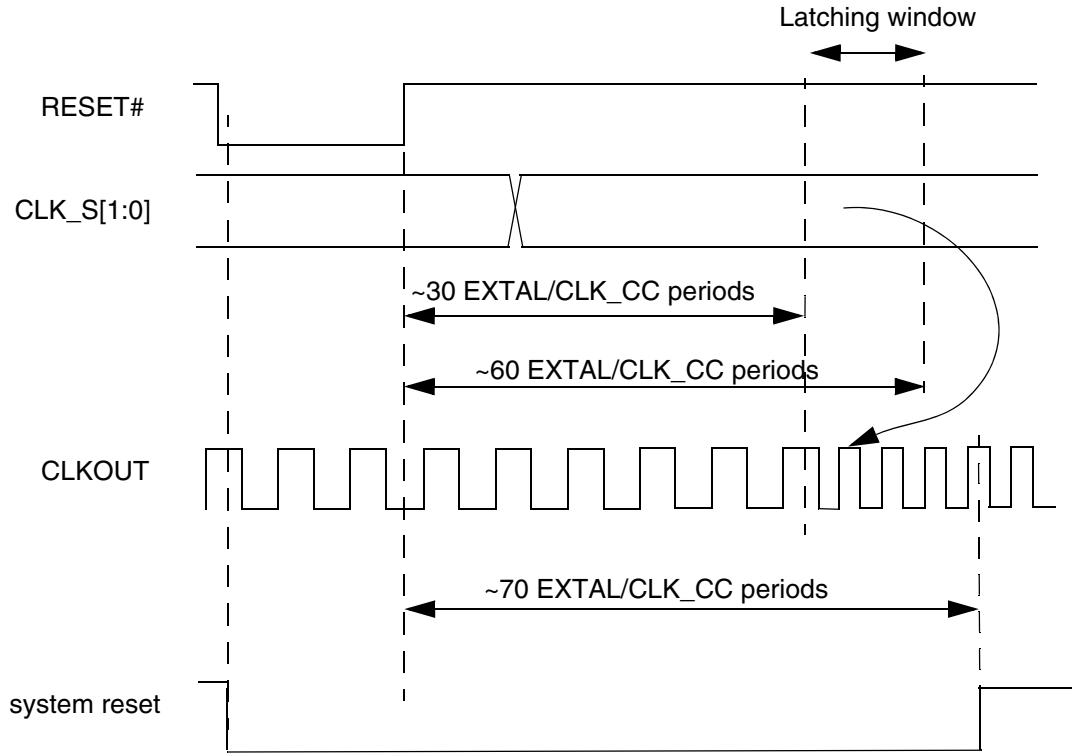 Latching window
RESET#
CLK_S[1:0]
~30 EXTAL/CLK_CC periods
~60 EXTAL/CLK_CC periods
CLKOUT
~70 EXTAL/CLK_CC periods
system reset